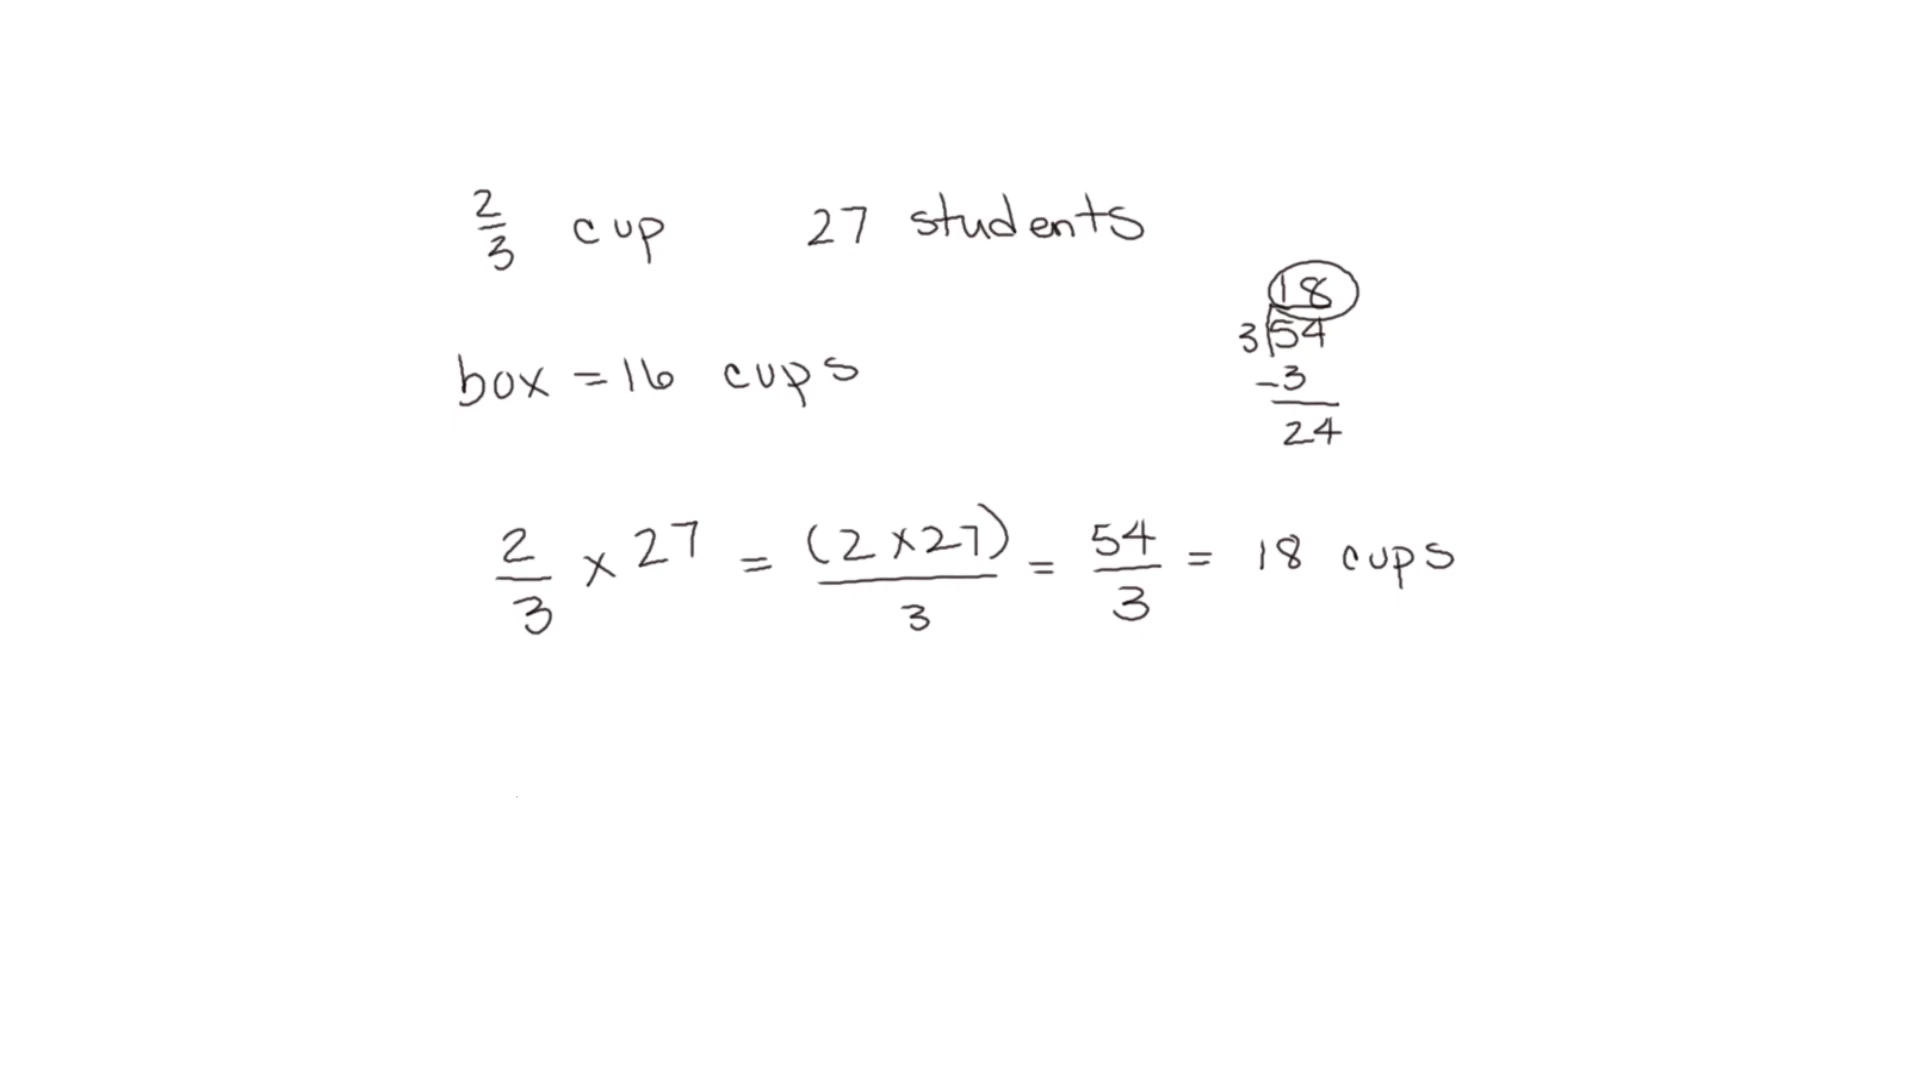 2/3 cup 27 students
18
3)54
-3
24
box = 16 cups
2/3 x 27 = (2x27)/3 = 54/3 = 18 cups